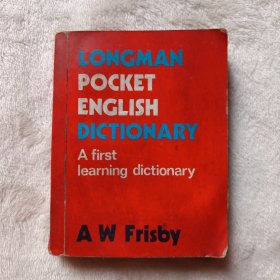 LONGMAN
POCKET
ENGLISH
DICTIONARY
A first
learning dictionary
A W Frisby